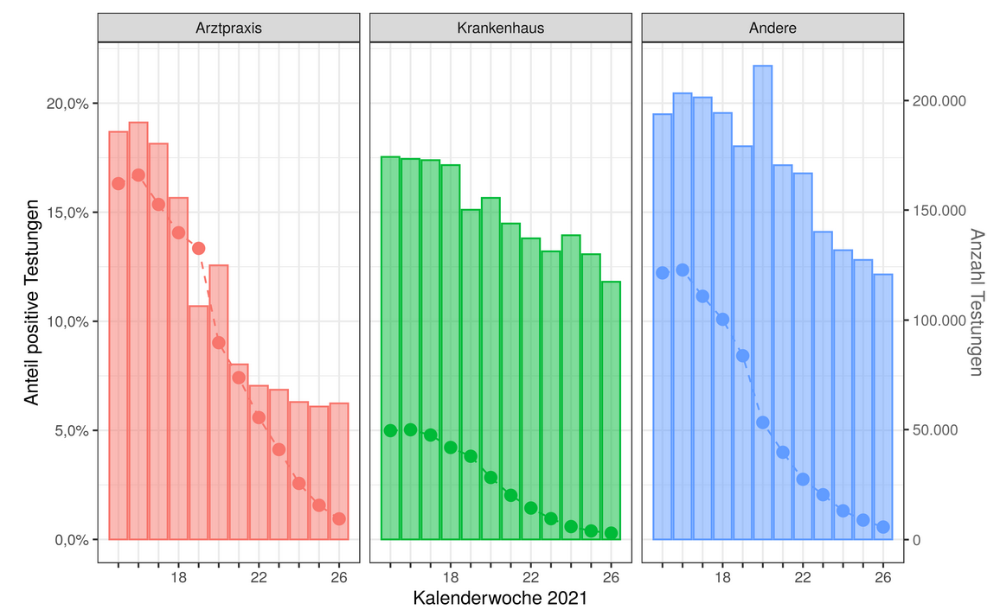 Arztpraxis
Krankenhaus
Andere
Anteil positive Testungen
20,0%
15,0%
10,0%
5,0%
0,0%
200.000
150.000
100.000
50.000
0
Anzahl Testungen
18 22 26
18 22 26
18 22 26
Kalenderwoche 2021